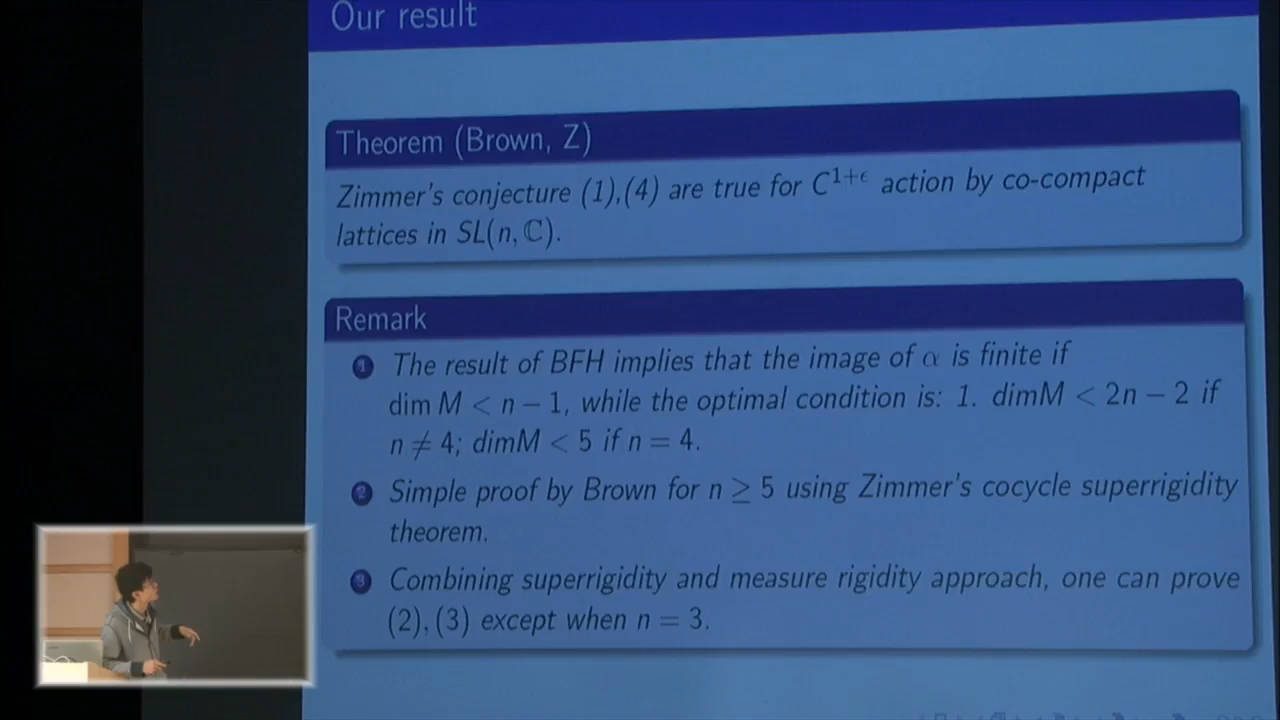 Our result
Theorem (Brown, Z)
Zimmer's conjecture (1),(4) are true for C^{1+ϵ} action by co-compact
lattices in SL(n, ℂ).
Remark
1 The result of BFH implies that the image of α is finite if
dim M < n − 1, while the optimal condition is: 1. dimM < 2n − 2 if
n ≠ 4; dimM < 5 if n = 4.
2 Simple proof by Brown for n ≥ 5 using Zimmer's cocycle superrigidity
theorem.
3 Combining superrigidity and measure rigidity approach, one can prove
(2), (3) except when n = 3.